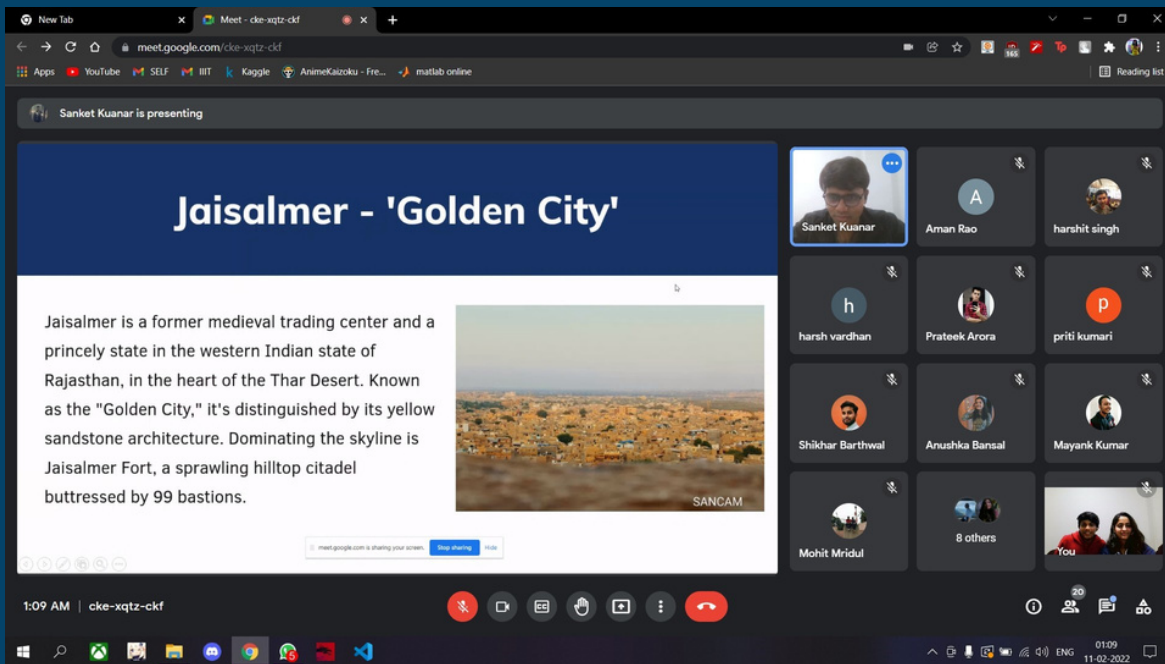 New Tab
Meet - cke-xqtz-ckf
meet.google.com/cke-xqtz-ckf
165
Tp
Apps
YouTube
SELF
IIIT
k Kaggle
AnimeKaizoku - Fre...
matlab online
Reading list
Sanket Kuanar is presenting
Jaisalmer - 'Golden City'
Jaisalmer is a former medieval trading center and a
princely state in the western Indian state of
Rajasthan, in the heart of the Thar Desert. Known
as the "Golden City," it's distinguished by its yellow
sandstone architecture. Dominating the skyline is
Jaisalmer Fort, a sprawling hilltop citadel
buttressed by 99 bastions.
SANCAM
meet.google.com is sharing your screen.
Stop sharing
Hide
Sanket Kuanar
A
Aman Rao
harshit singh
h
harsh vardhan
Prateek Arora
p
priti kumari
Shikhar Barthwal
Anushka Bansal
Mayank Kumar
Mohit Mridul
8 others
You
1:09 AM | cke-xqtz-ckf
CC
20
ENG
01:09
11-02-2022